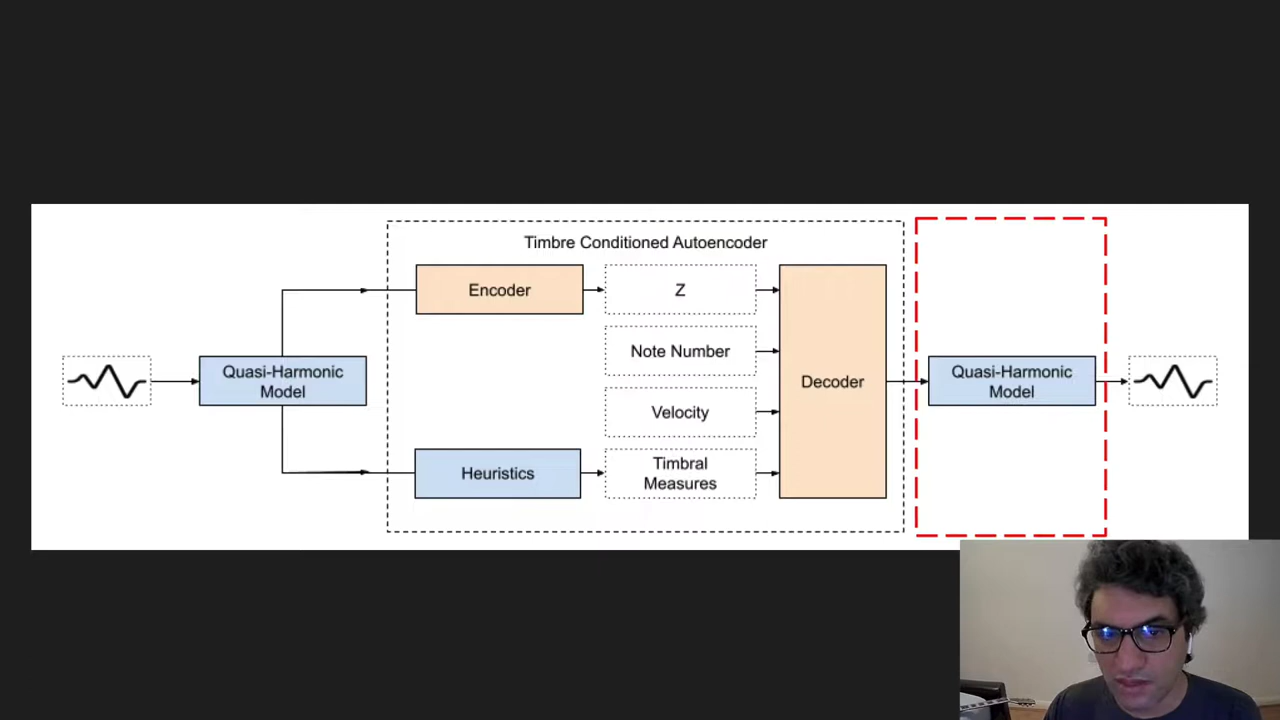 Timbre Conditioned Autoencoder
Encoder
Z
Note Number
Quasi-Harmonic
Model
Velocity
Heuristics
Timbral
Measures
Decoder
Quasi-Harmonic
Model